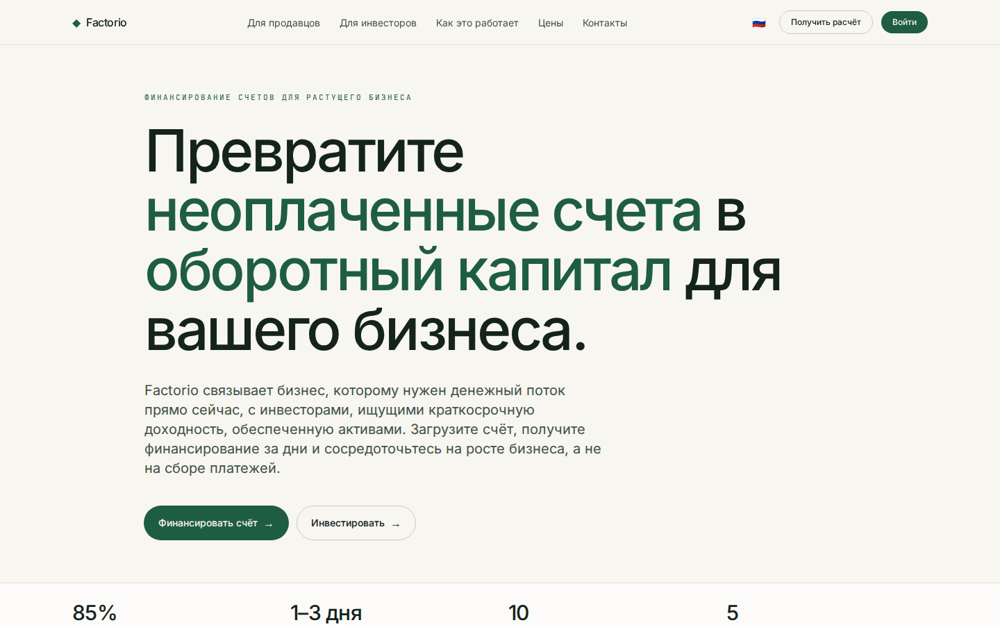 Factorio
Для продавцов
Для инвесторов
Как это работает
Цены
Контакты
Получить расчёт
Войти
ФИНАНСИРОВАНИЕ СЧЕТОВ ДЛЯ РАСТУЩЕГО БИЗНЕСА
Превратите
неоплаченные счета в
оборотный капитал для
вашего бизнеса.
Factorio связывает бизнес, которому нужен денежный поток
прямо сейчас, с инвесторами, ищущими краткосрочную
доходность, обеспеченную активами. Загрузите счёт, получите
финансирование за дни и сосредоточьтесь на росте бизнеса, а не
на сборе платежей.
Финансировать счёт →
Инвестировать →
85%
1–3 дня
10
5